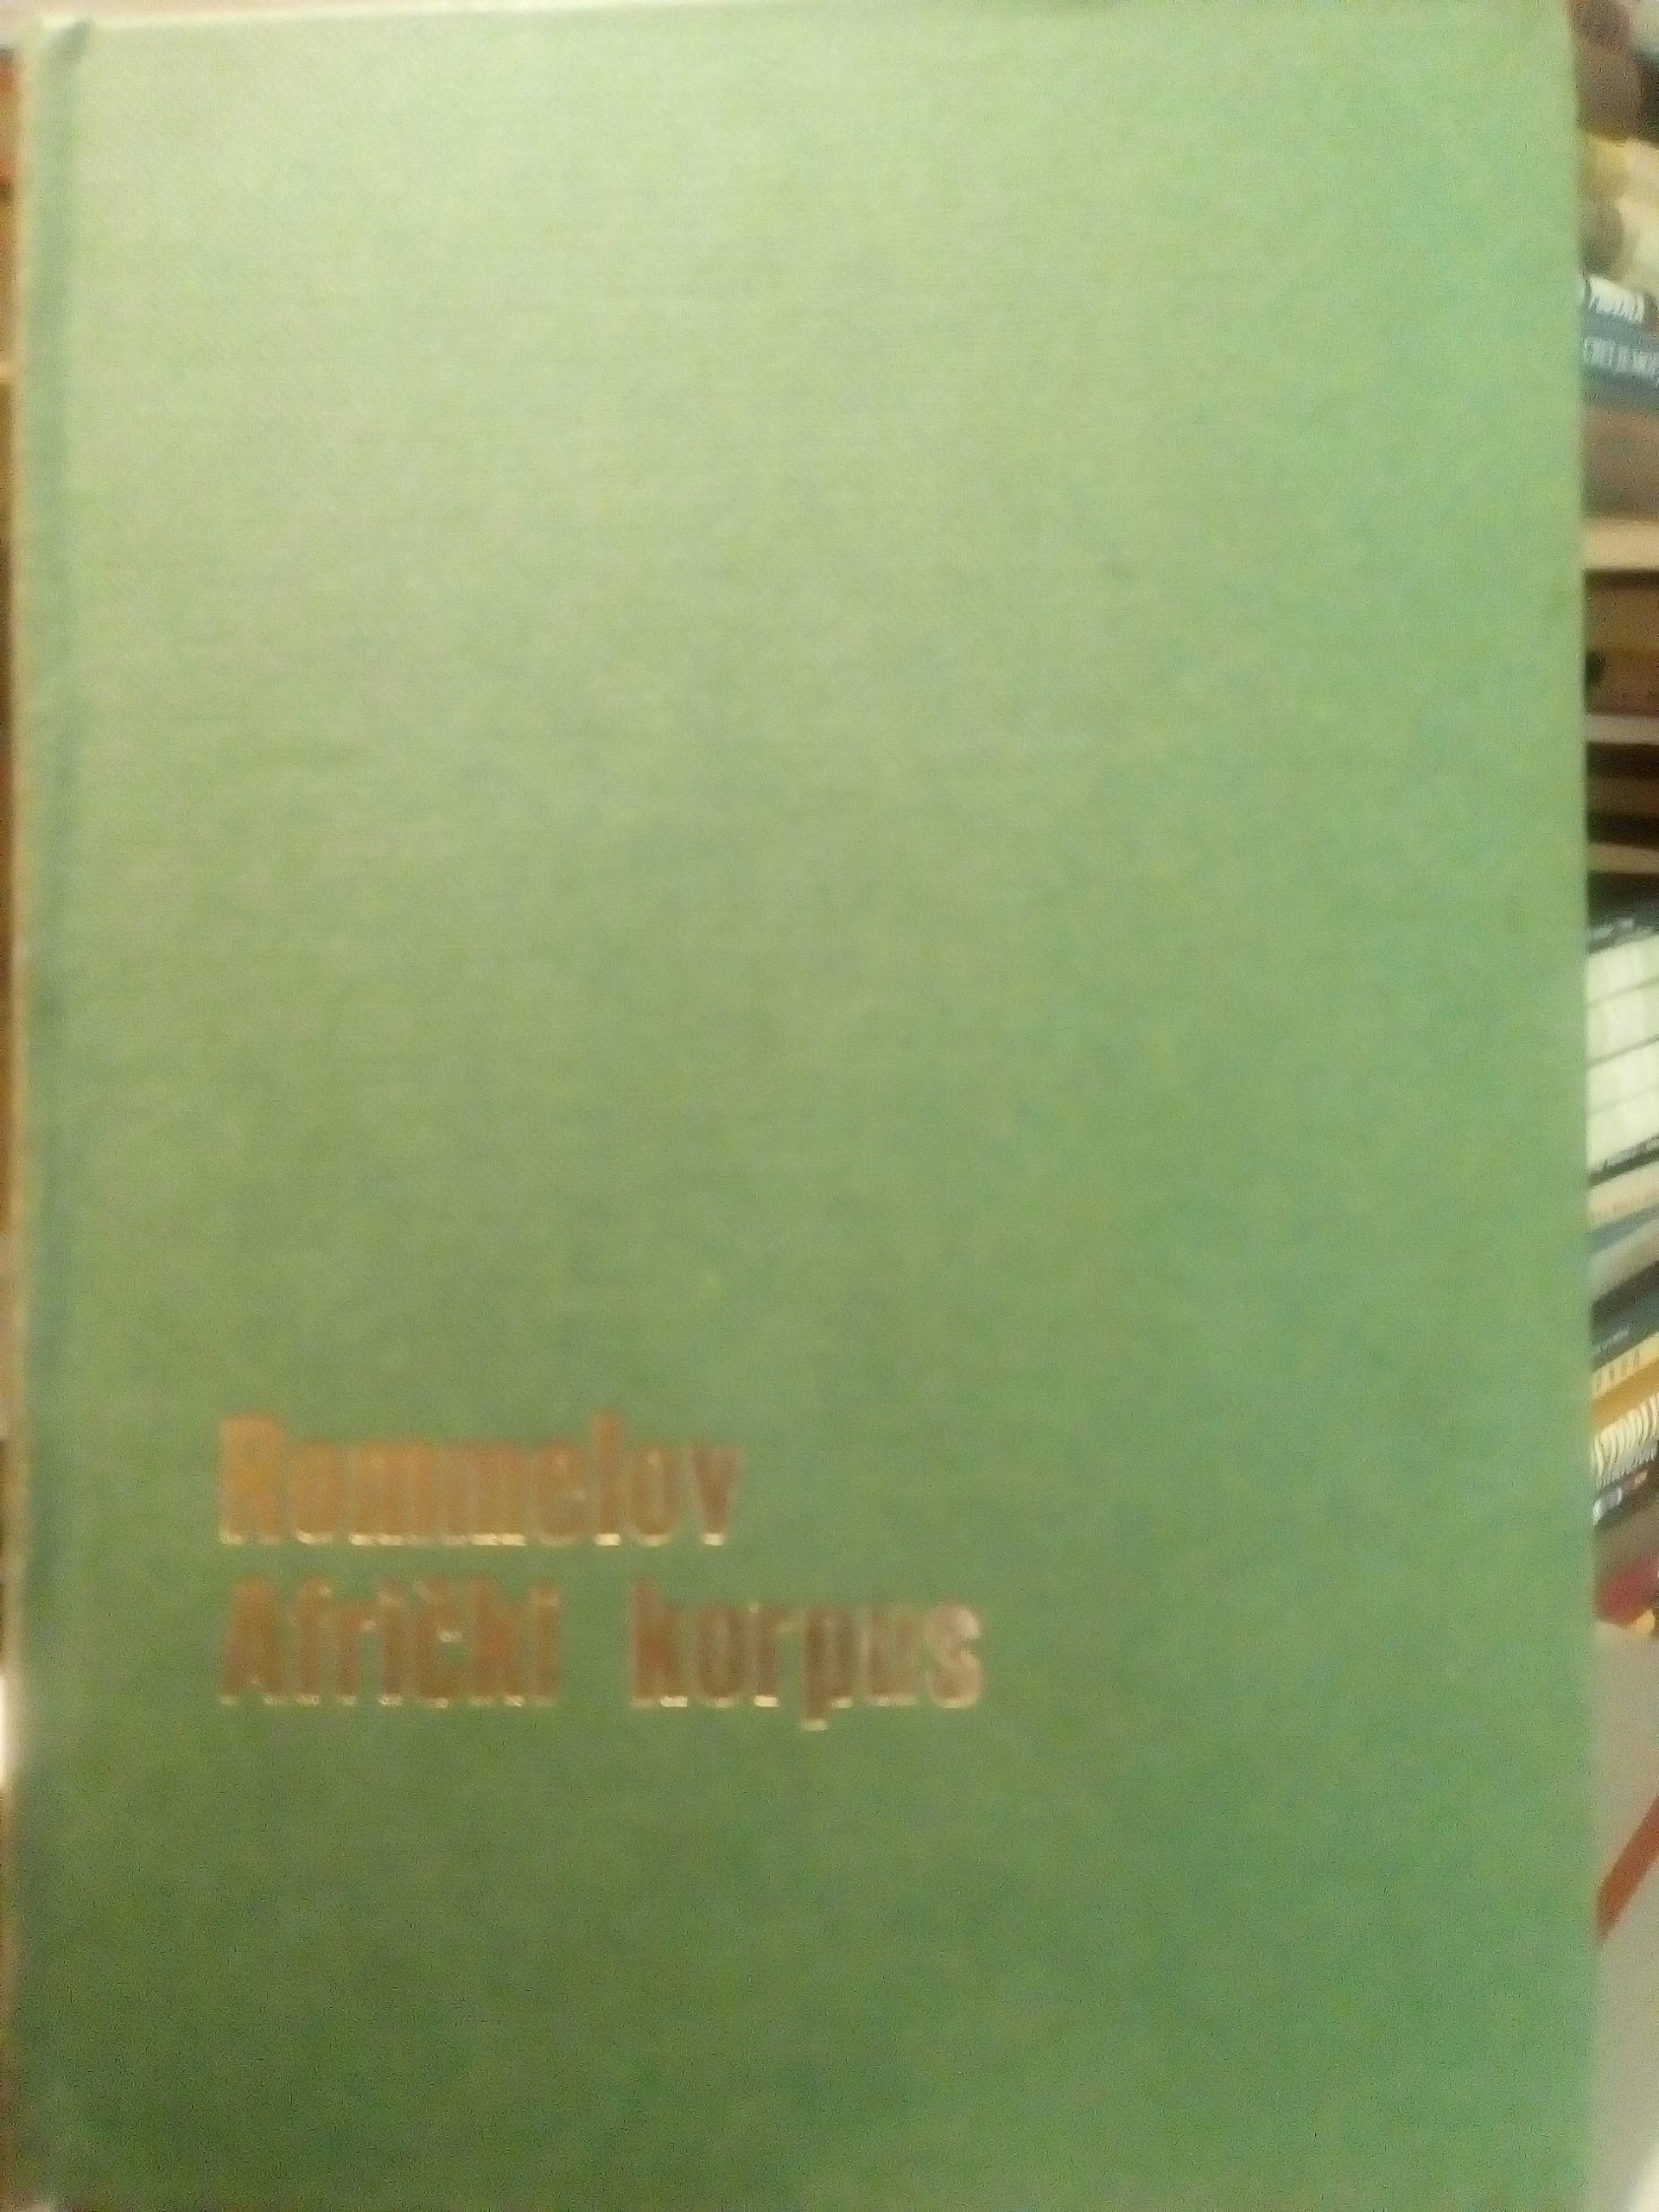 Rommelov
Afrički korpus